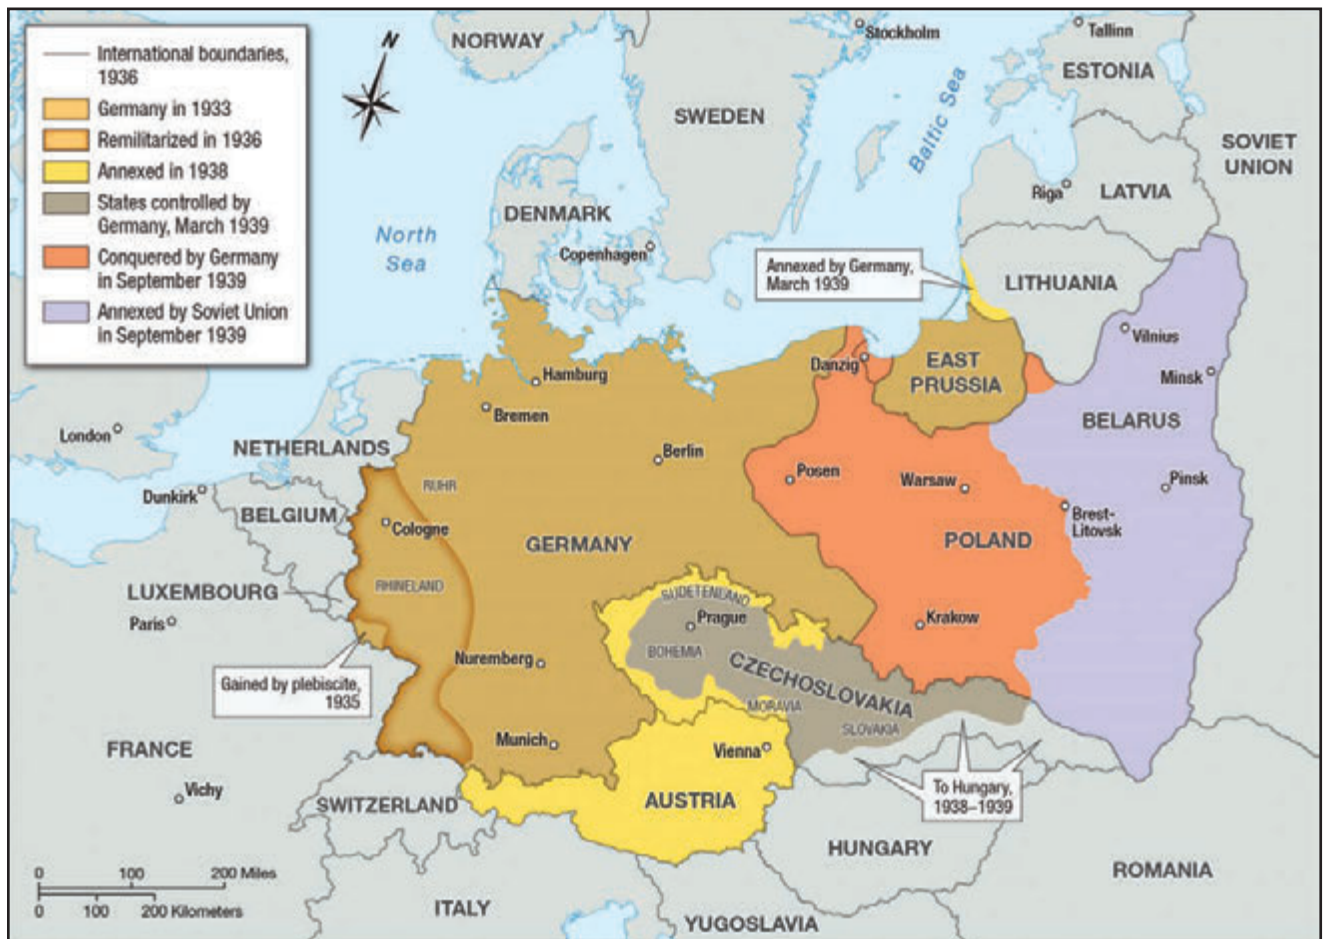 International boundaries,
1936
Germany in 1933
Remilitarized in 1936
Annexed in 1938
States controlled by
Germany, March 1939
Conquered by Germany
in September 1939
Annexed by Soviet Union
in September 1939
N
NORWAY
Stockholm
Tallinn
ESTONIA
SWEDEN
Baltic Sea
SOVIET
UNION
Riga
LATVIA
DENMARK
North
Sea
Copenhagen
Annexed by Germany,
March 1939
LITHUANIA
Vilnius
Danzig
EAST
PRUSSIA
Minsk
Hamburg
Bremen
BELARUS
London
NETHERLANDS
Berlin
Posen
Warsaw
Pinsk
RUHR
Dunkirk
BELGIUM
Cologne
Brest-
Litovsk
GERMANY
POLAND
LUXEMBOURG
RHINELAND
SUDETENLAND
Paris
Prague
Krakow
Nuremberg
BOHEMIA
CZECHOSLOVAKIA
Gained by plebiscite,
1935
MORAVIA
SLOVAKIA
FRANCE
Munich
Vienna
Vichy
To Hungary,
1938–1939
SWITZERLAND
AUSTRIA
HUNGARY
ROMANIA
0 100 200 Miles
0 100 200 Kilometers
ITALY
YUGOSLAVIA